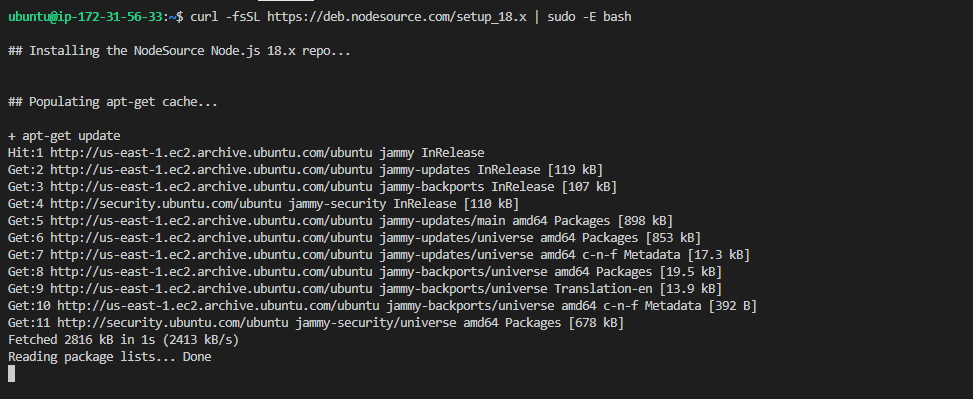 ubuntu@ip-172-31-56-33:~$ curl -fsSL https://deb.nodesource.com/setup_18.x | sudo -E bash
## Installing the NodeSource Node.js 18.x repo...
## Populating apt-get cache...
+ apt-get update
Hit:1 http://us-east-1.ec2.archive.ubuntu.com/ubuntu jammy InRelease
Get:2 http://us-east-1.ec2.archive.ubuntu.com/ubuntu jammy-updates InRelease [119 kB]
Get:3 http://us-east-1.ec2.archive.ubuntu.com/ubuntu jammy-backports InRelease [107 kB]
Get:4 http://security.ubuntu.com/ubuntu jammy-security InRelease [110 kB]
Get:5 http://us-east-1.ec2.archive.ubuntu.com/ubuntu jammy-updates/main amd64 Packages [898 kB]
Get:6 http://us-east-1.ec2.archive.ubuntu.com/ubuntu jammy-updates/universe amd64 Packages [853 kB]
Get:7 http://us-east-1.ec2.archive.ubuntu.com/ubuntu jammy-updates/universe amd64 c-n-f Metadata [17.3 kB]
Get:8 http://us-east-1.ec2.archive.ubuntu.com/ubuntu jammy-backports/universe amd64 Packages [19.5 kB]
Get:9 http://us-east-1.ec2.archive.ubuntu.com/ubuntu jammy-backports/universe Translation-en [13.9 kB]
Get:10 http://us-east-1.ec2.archive.ubuntu.com/ubuntu jammy-backports/universe amd64 c-n-f Metadata [392 B]
Get:11 http://security.ubuntu.com/ubuntu jammy-security/universe amd64 Packages [678 kB]
Fetched 2816 kB in 1s (2413 kB/s)
Reading package lists... Done